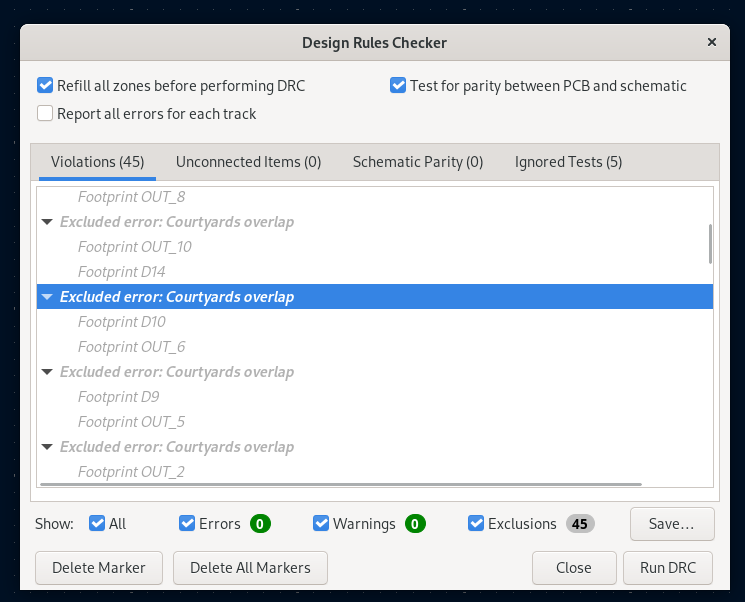 Design Rules Checker ×
Refill all zones before performing DRC Test for parity between PCB and schematic
Report all errors for each track
Violations (45) Unconnected Items (0) Schematic Parity (0) Ignored Tests (5)
Footprint OUT_8
Excluded error: Courtyards overlap
Footprint OUT_10
Footprint D14
Excluded error: Courtyards overlap
Footprint D10
Footprint OUT_6
Excluded error: Courtyards overlap
Footprint D9
Footprint OUT_5
Excluded error: Courtyards overlap
Footprint OUT_2
Show: All Errors 0 Warnings 0 Exclusions 45 Save...
Delete Marker Delete All Markers Close Run DRC